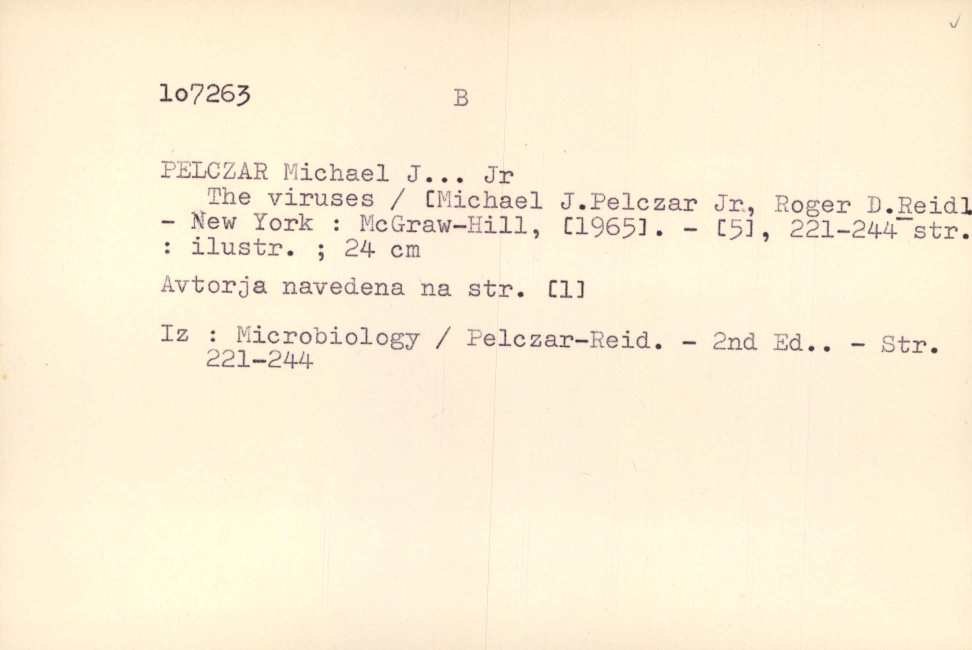 lo7263 B
PELCZAR Michael J... Jr
The viruses / [Michael J.Pelczar Jr., Roger D.Reid]
- New York : McGraw-Hill, [1965]. - [5], 221-244 str.
: ilustr. ; 24 cm
Avtorja navedena na str. [1]
Iz : Microbiology / Pelczar-Reid. - 2nd Ed.. - Str.
221-244